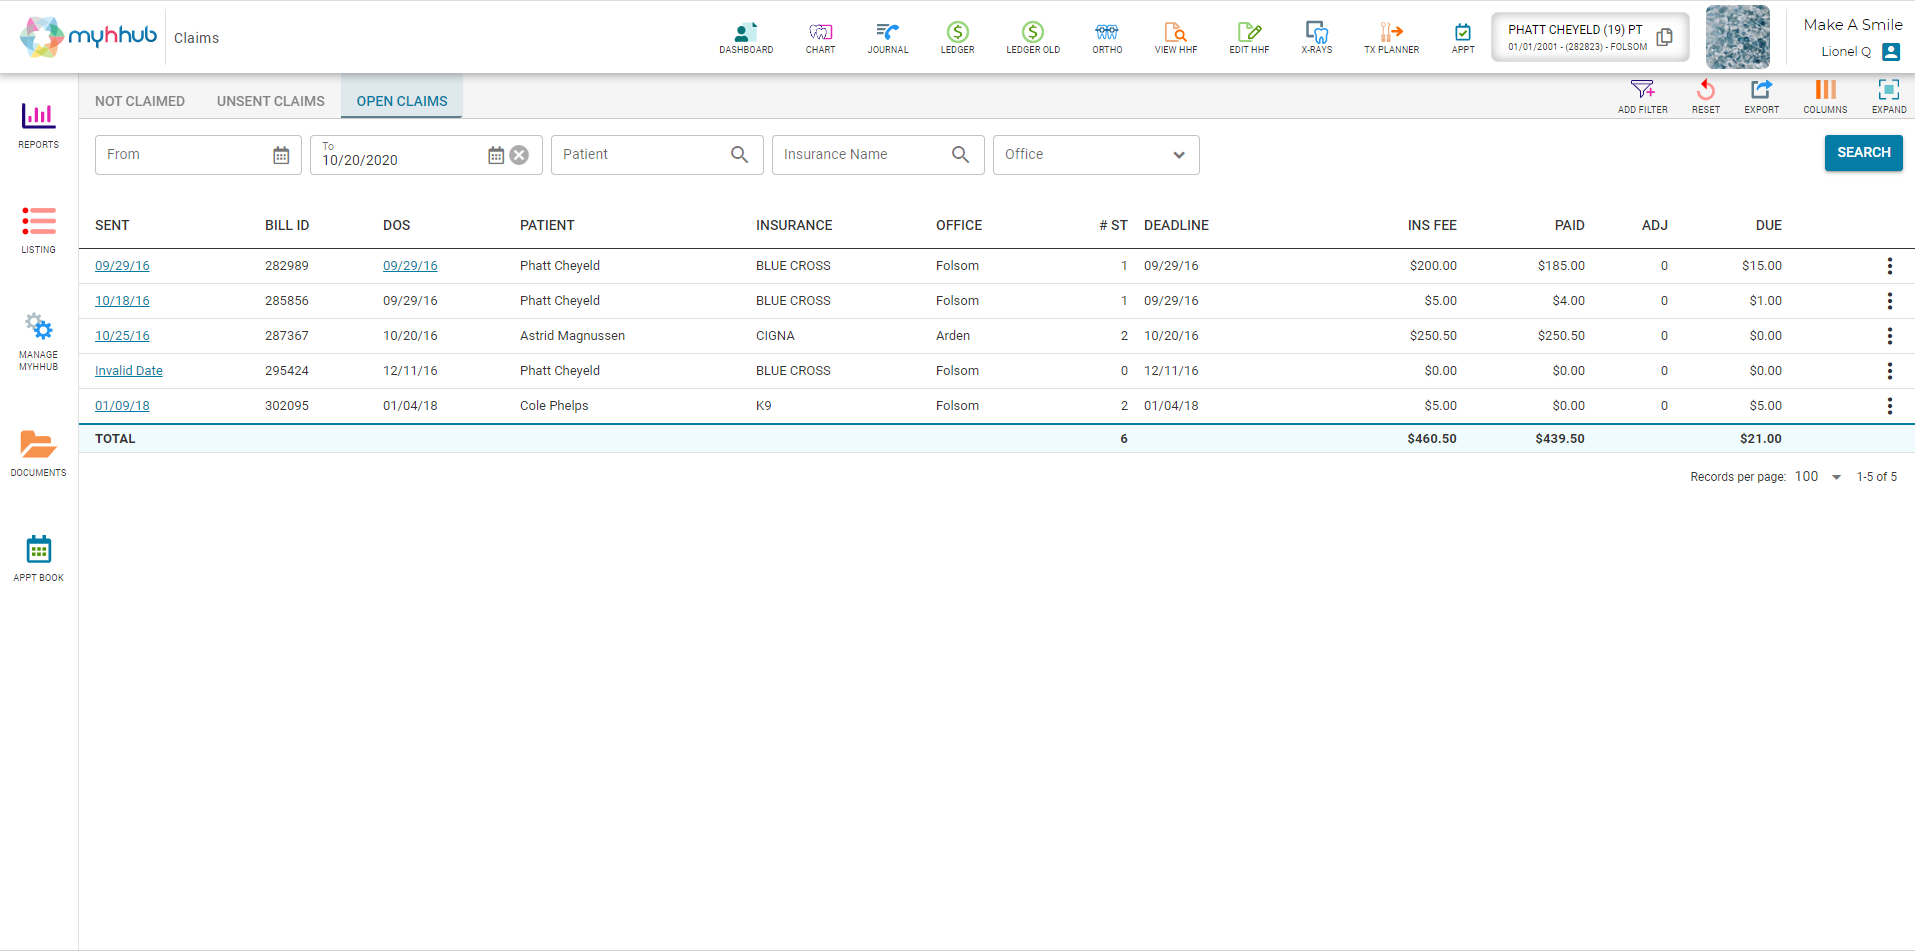 myhhub
Claims
DASHBOARD
CHART
JOURNAL
LEDGER
LEDGER OLD
ORTHO
VIEW HHF
EDIT HHF
X-RAYS
TX PLANNER
APPT
PHATT CHEYELD (19) PT
01/01/2001 - (282823) - FOLSOM
Make A Smile
Lionel Q
REPORTS
LISTING
MANAGE
MYHHUB
DOCUMENTS
APPT BOOK
NOT CLAIMED UNSENT CLAIMS OPEN CLAIMS
ADD FILTER RESET EXPORT COLUMNS EXPAND
From
To
10/20/2020
Patient
Insurance Name
Office
SEARCH
SENT BILL ID DOS PATIENT INSURANCE OFFICE # ST DEADLINE INS FEE PAID ADJ DUE
09/29/16 282989 09/29/16 Phatt Cheyeld BLUE CROSS Folsom 1 09/29/16 $200.00 $185.00 0 $15.00
10/18/16 285856 09/29/16 Phatt Cheyeld BLUE CROSS Folsom 1 09/29/16 $5.00 $4.00 0 $1.00
10/25/16 287367 10/20/16 Astrid Magnussen CIGNA Arden 2 10/20/16 $250.50 $250.50 0 $0.00
Invalid Date 295424 12/11/16 Phatt Cheyeld BLUE CROSS Folsom 0 12/11/16 $0.00 $0.00 0 $0.00
01/09/18 302095 01/04/18 Cole Phelps K9 Folsom 2 01/04/18 $5.00 $0.00 0 $5.00
TOTAL 6 $460.50 $439.50 $21.00
Records per page: 100 1-5 of 5